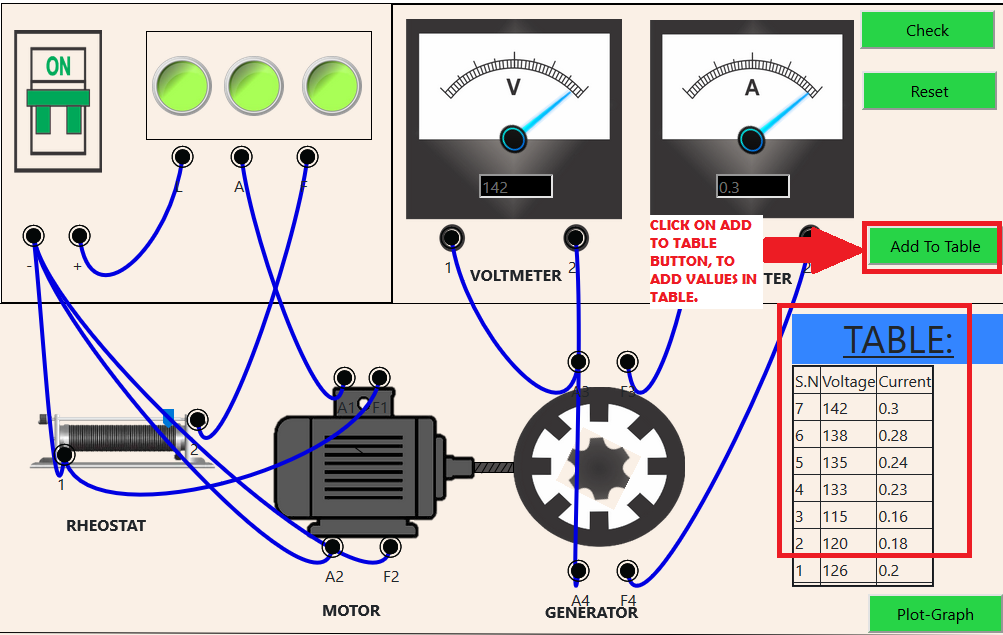 ON
V
A
Check
Reset
142
0.3
L
A
F
-
+
1
2
VOLTMETER
CLICK ON ADD
TO TABLE
BUTTON, TO
ADD VALUES IN
TABLE.
2
TER
Add To Table
TABLE:
S.N Voltage Current
7 142 0.3
6 138 0.28
5 135 0.24
4 133 0.23
3 115 0.16
2 120 0.18
1 126 0.2
A1
F1
A3
F3
2
1
RHEOSTAT
A2
F2
MOTOR
A4
F4
GENERATOR
Plot-Graph